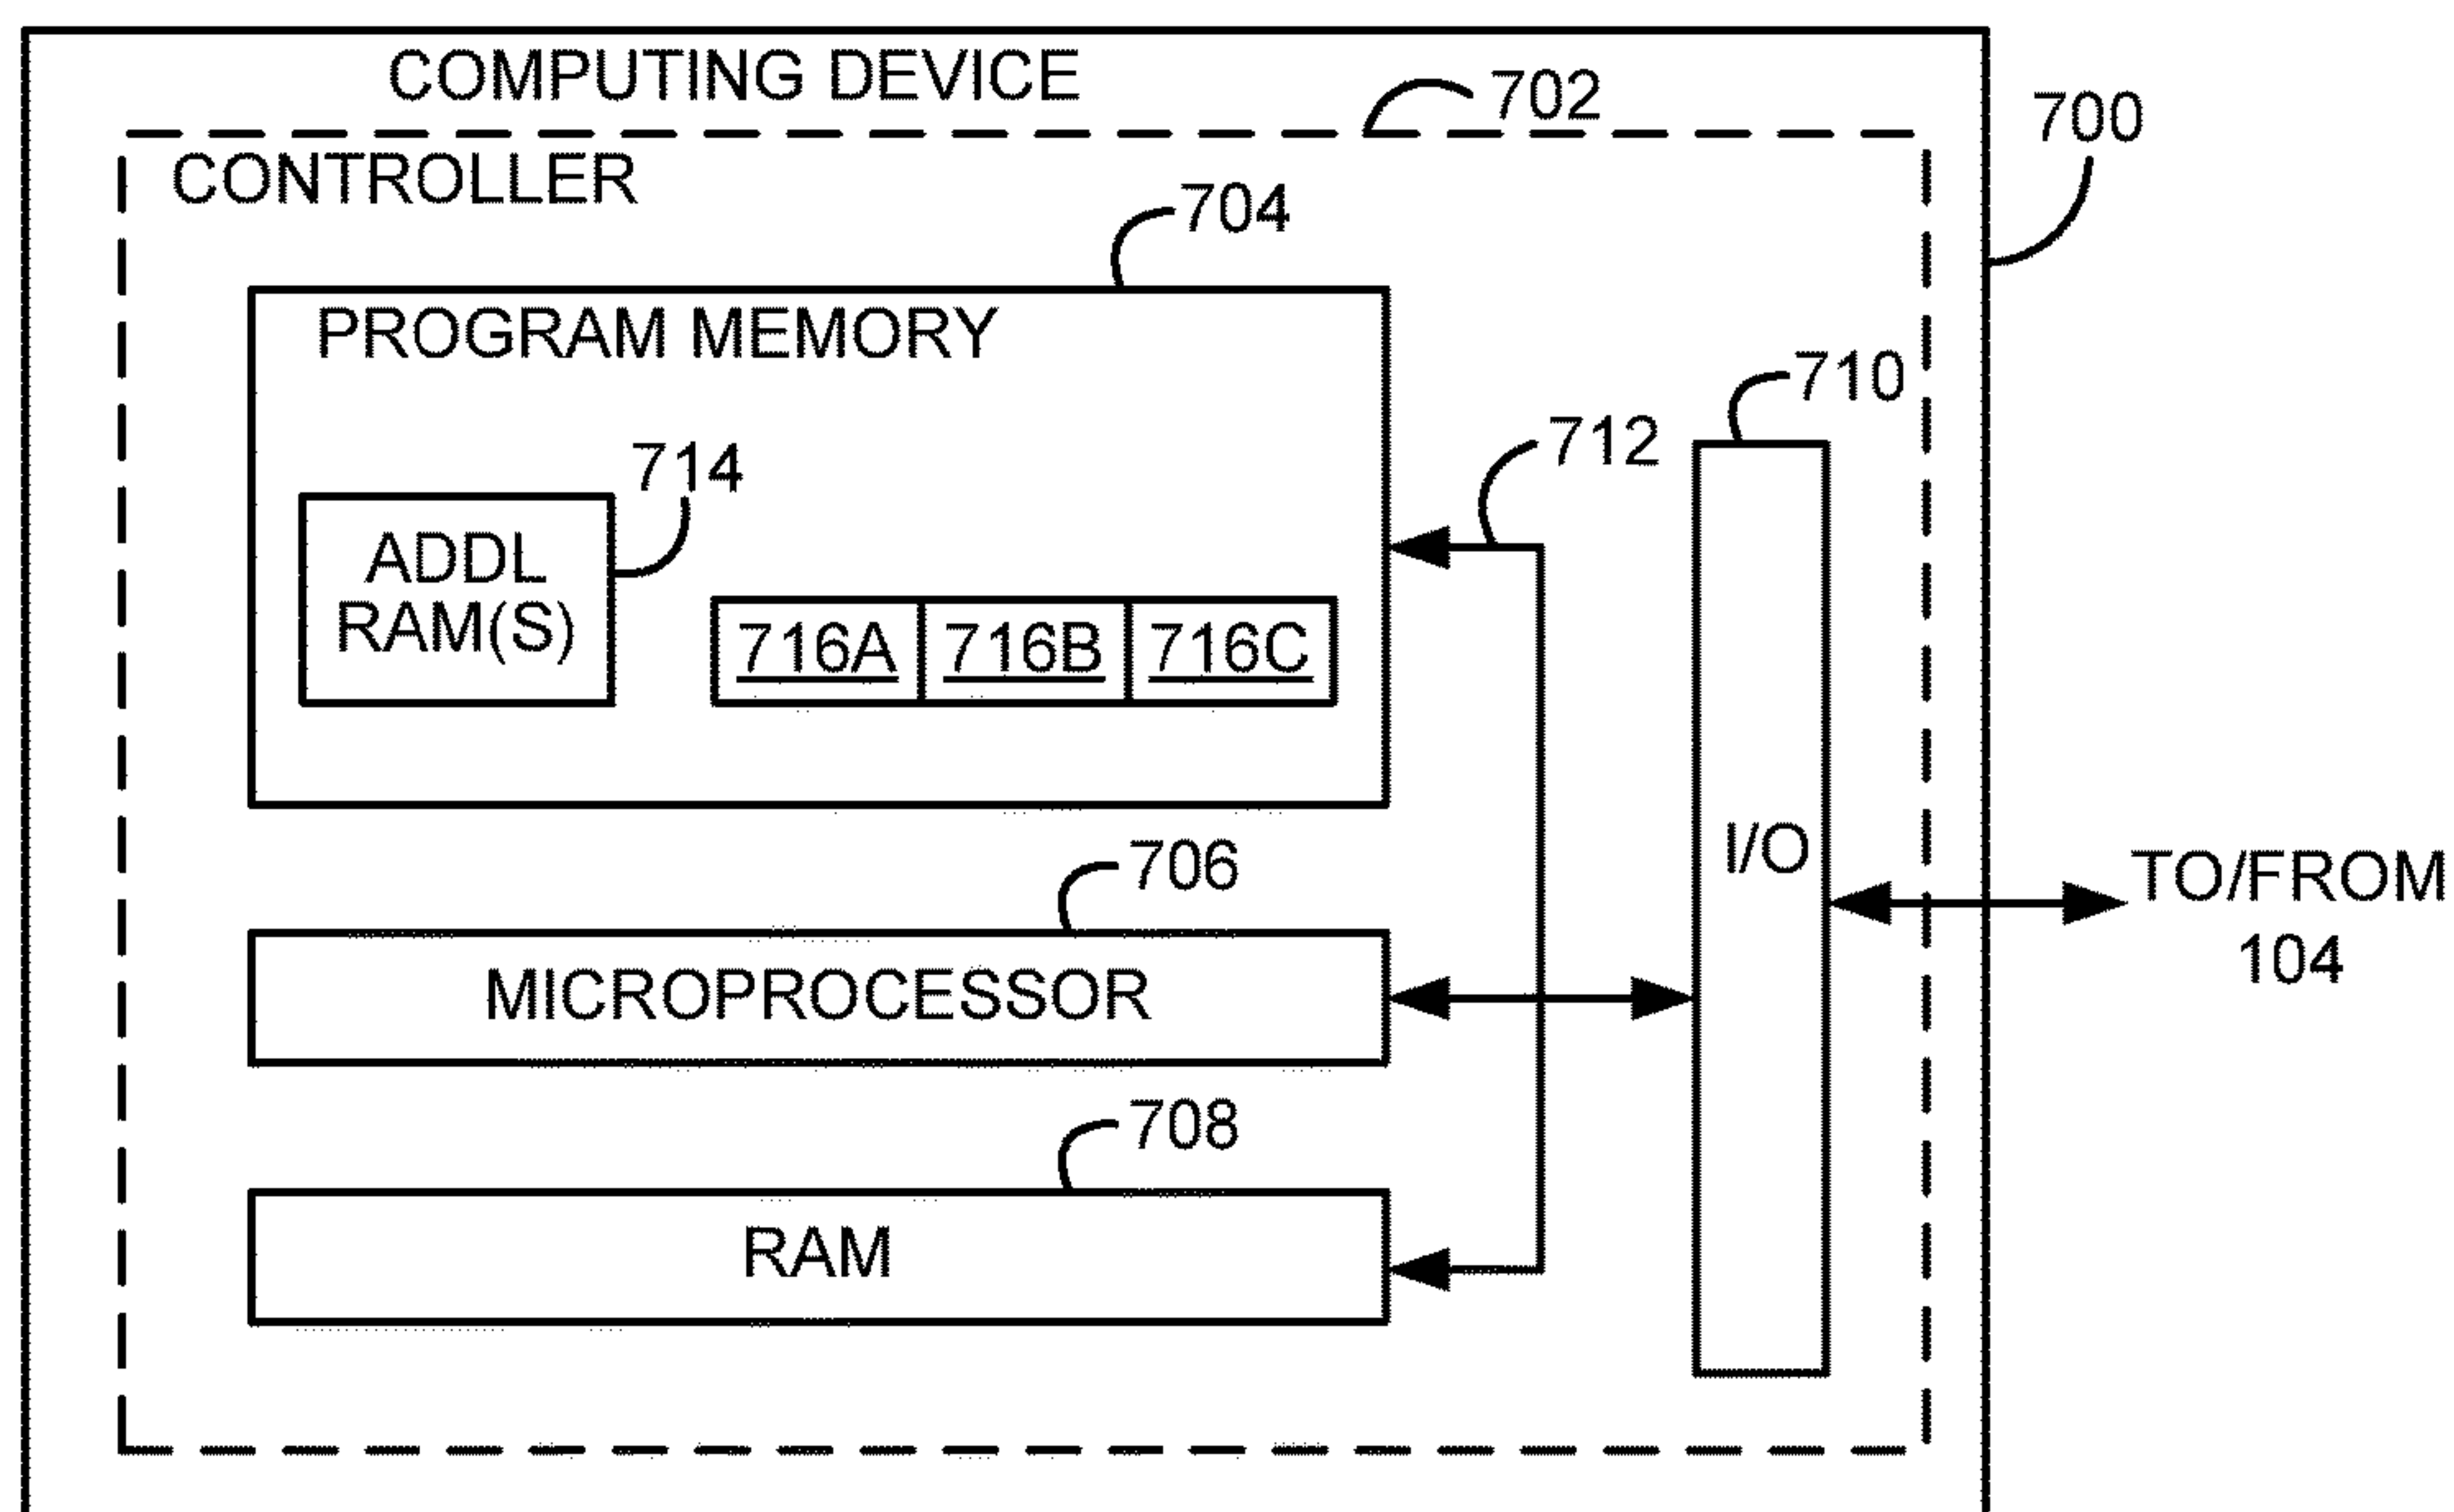 COMPUTING DEVICE
702
700
CONTROLLER
704
PROGRAM MEMORY
710
712
714
ADDL
RAM(S)
716A 716B 716C
706
I/O
TO/FROM
104
MICROPROCESSOR
708
RAM